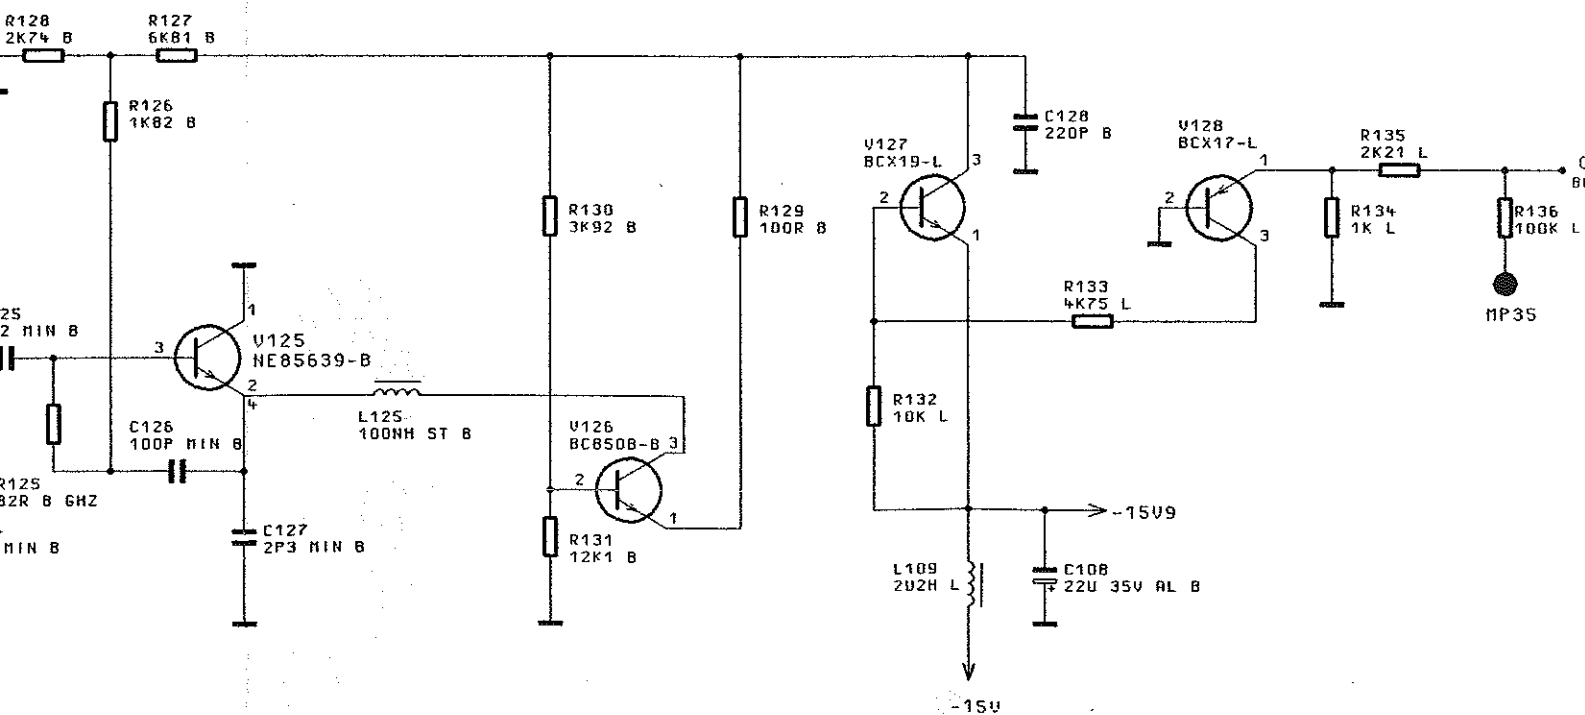 R128
2K74 B
R127
6K81 B
R126
1K82 B
C128
220P B
V127
BCX19-L
3
2
1
V128
BCX17-L
1
2
3
R135
2K21 L
R134
1K L
R136
100K L
MP35
R130
3K92 B
R129
100R B
R133
4K75 L
25
2 MIN B
3
1
V125
NE85639-B
2
4
L125
100NH ST B
C126
100P MIN B
V126
BC850B-B
3
2
1
R132
10K L
R125
82R B GHZ
MIN B
C127
2P3 MIN B
R131
12K1 B
-15V9
L109
2U2H L
C108
22U 35V AL B
+
-15V